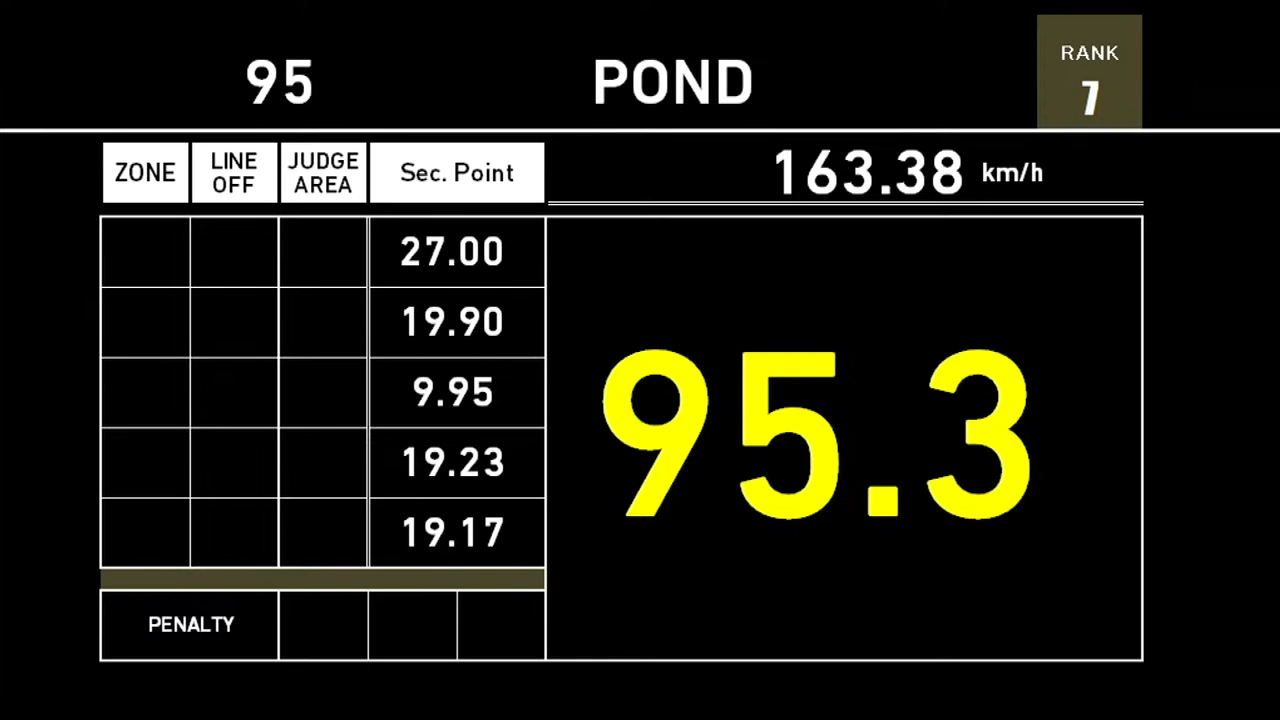 95 POND
RANK
7
ZONE
LINE
OFF
JUDGE
AREA
Sec. Point
163.38 km/h
27.00
19.90
9.95
19.23
19.17
95.3
PENALTY